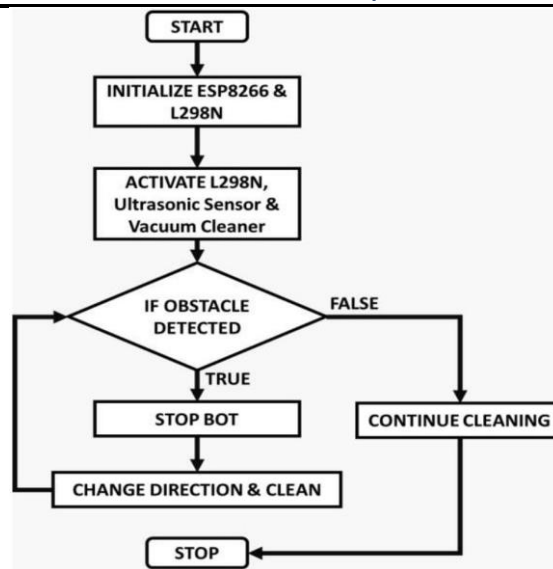 START
INITIALIZE ESP8266 &
L298N
ACTIVATE L298N,
Ultrasonic Sensor &
Vacuum Cleaner
IF OBSTACLE
DETECTED
FALSE
TRUE
STOP BOT
CONTINUE CLEANING
CHANGE DIRECTION & CLEAN
STOP